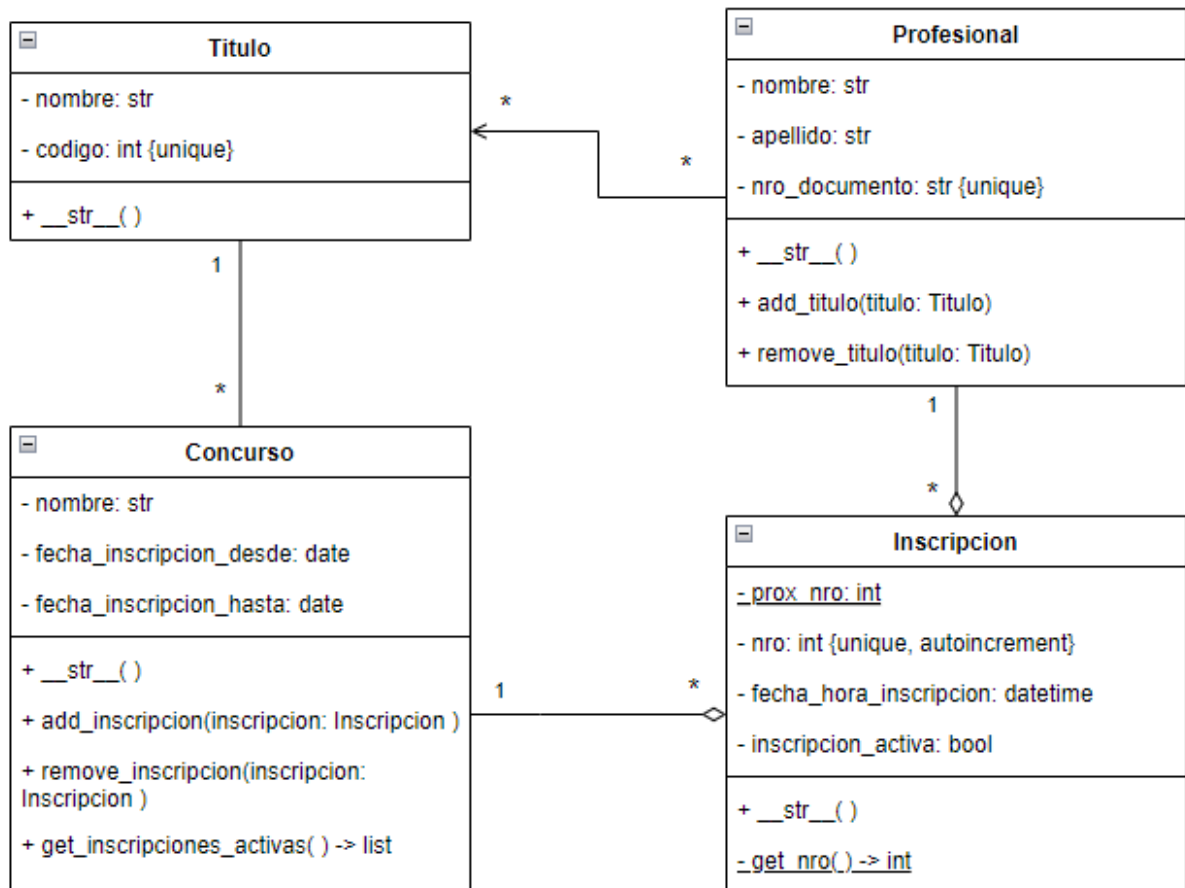 Titulo
- nombre: str
- codigo: int {unique}
+ __str__( )
*
*
Profesional
- nombre: str
- apellido: str
- nro_documento: str {unique}
+ __str__( )
+ add_titulo(titulo: Titulo)
+ remove_titulo(titulo: Titulo)
1
*
1
*
Concurso
- nombre: str
- fecha_inscripcion_desde: date
- fecha_inscripcion_hasta: date
+ __str__( )
+ add_inscripcion(inscripcion: Inscripcion )
+ remove_inscripcion(inscripcion:
Inscripcion )
+ get_inscripciones_activas( ) -> list
1
*
Inscripcion
- prox_nro: int
- nro: int {unique, autoincrement}
- fecha_hora_inscripcion: datetime
- inscripcion_activa: bool
+ __str__( )
- get_nro( ) -> int